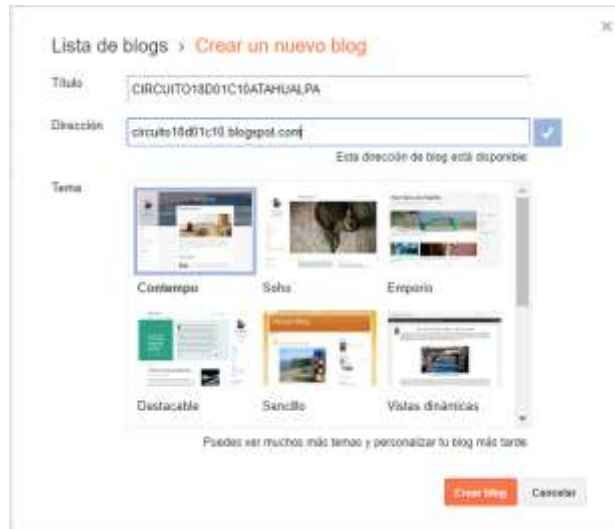 Lista de blogs › Crear un nuevo blog
Título
CIRCUITO18D01C10ATAHUALPA
Dirección
circuito18d01c10.blogspot.com
Esta dirección de blog está disponible.
Tema
Contempo
Soho
Emporio
Destacable
Sencillo
Vistas dinámicas
Puedes ver muchos más temas y personalizar tu blog más tarde.
Crear blog
Cancelar